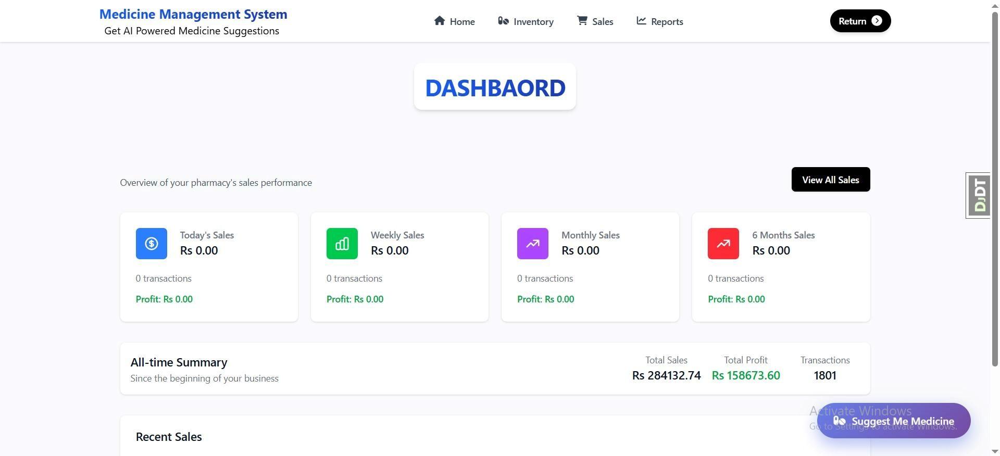 Medicine Management System
Get AI Powered Medicine Suggestions
Home
Inventory
Sales
Reports
Return
DASHBAORD
Overview of your pharmacy's sales performance
View All Sales
DJDT
Today's Sales
Rs 0.00
0 transactions
Profit: Rs 0.00
Weekly Sales
Rs 0.00
0 transactions
Profit: Rs 0.00
Monthly Sales
Rs 0.00
0 transactions
Profit: Rs 0.00
6 Months Sales
Rs 0.00
0 transactions
Profit: Rs 0.00
All-time Summary
Since the beginning of your business
Total Sales
Rs 284132.74
Total Profit
Rs 158673.60
Transactions
1801
Activate Windows
Go to Settings to activate Windows.
Suggest Me Medicine
Recent Sales